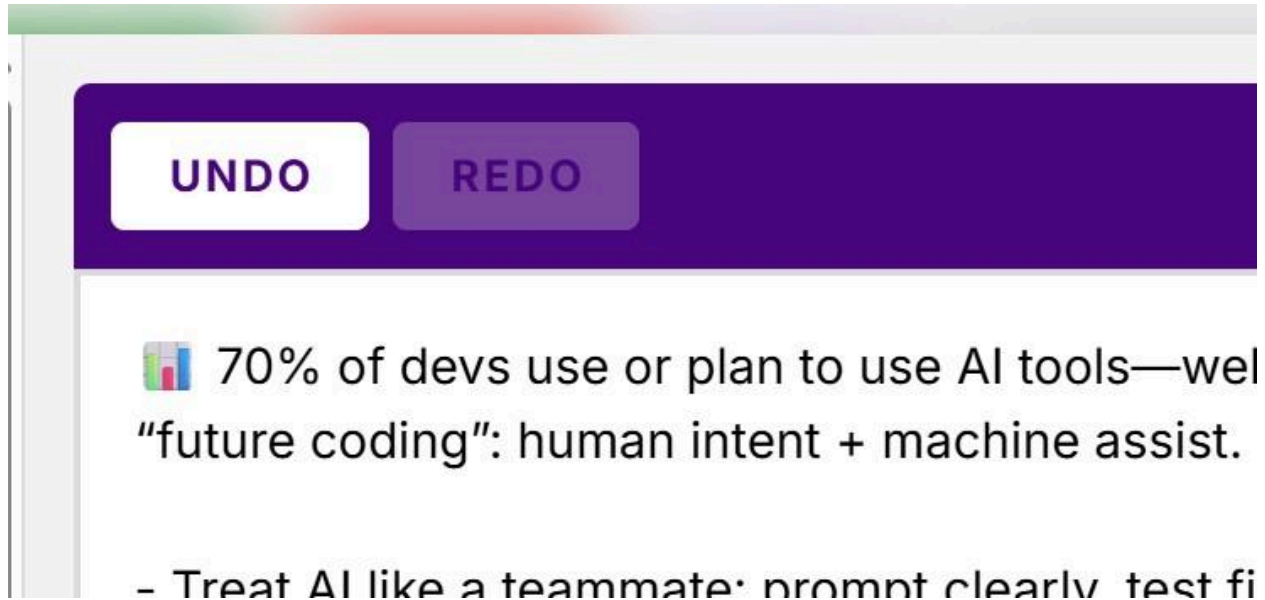 UNDO REDO
📊 70% of devs use or plan to use AI tools—wel
“future coding”: human intent + machine assist.
- Treat AI like a teammate: prompt clearly, test fi